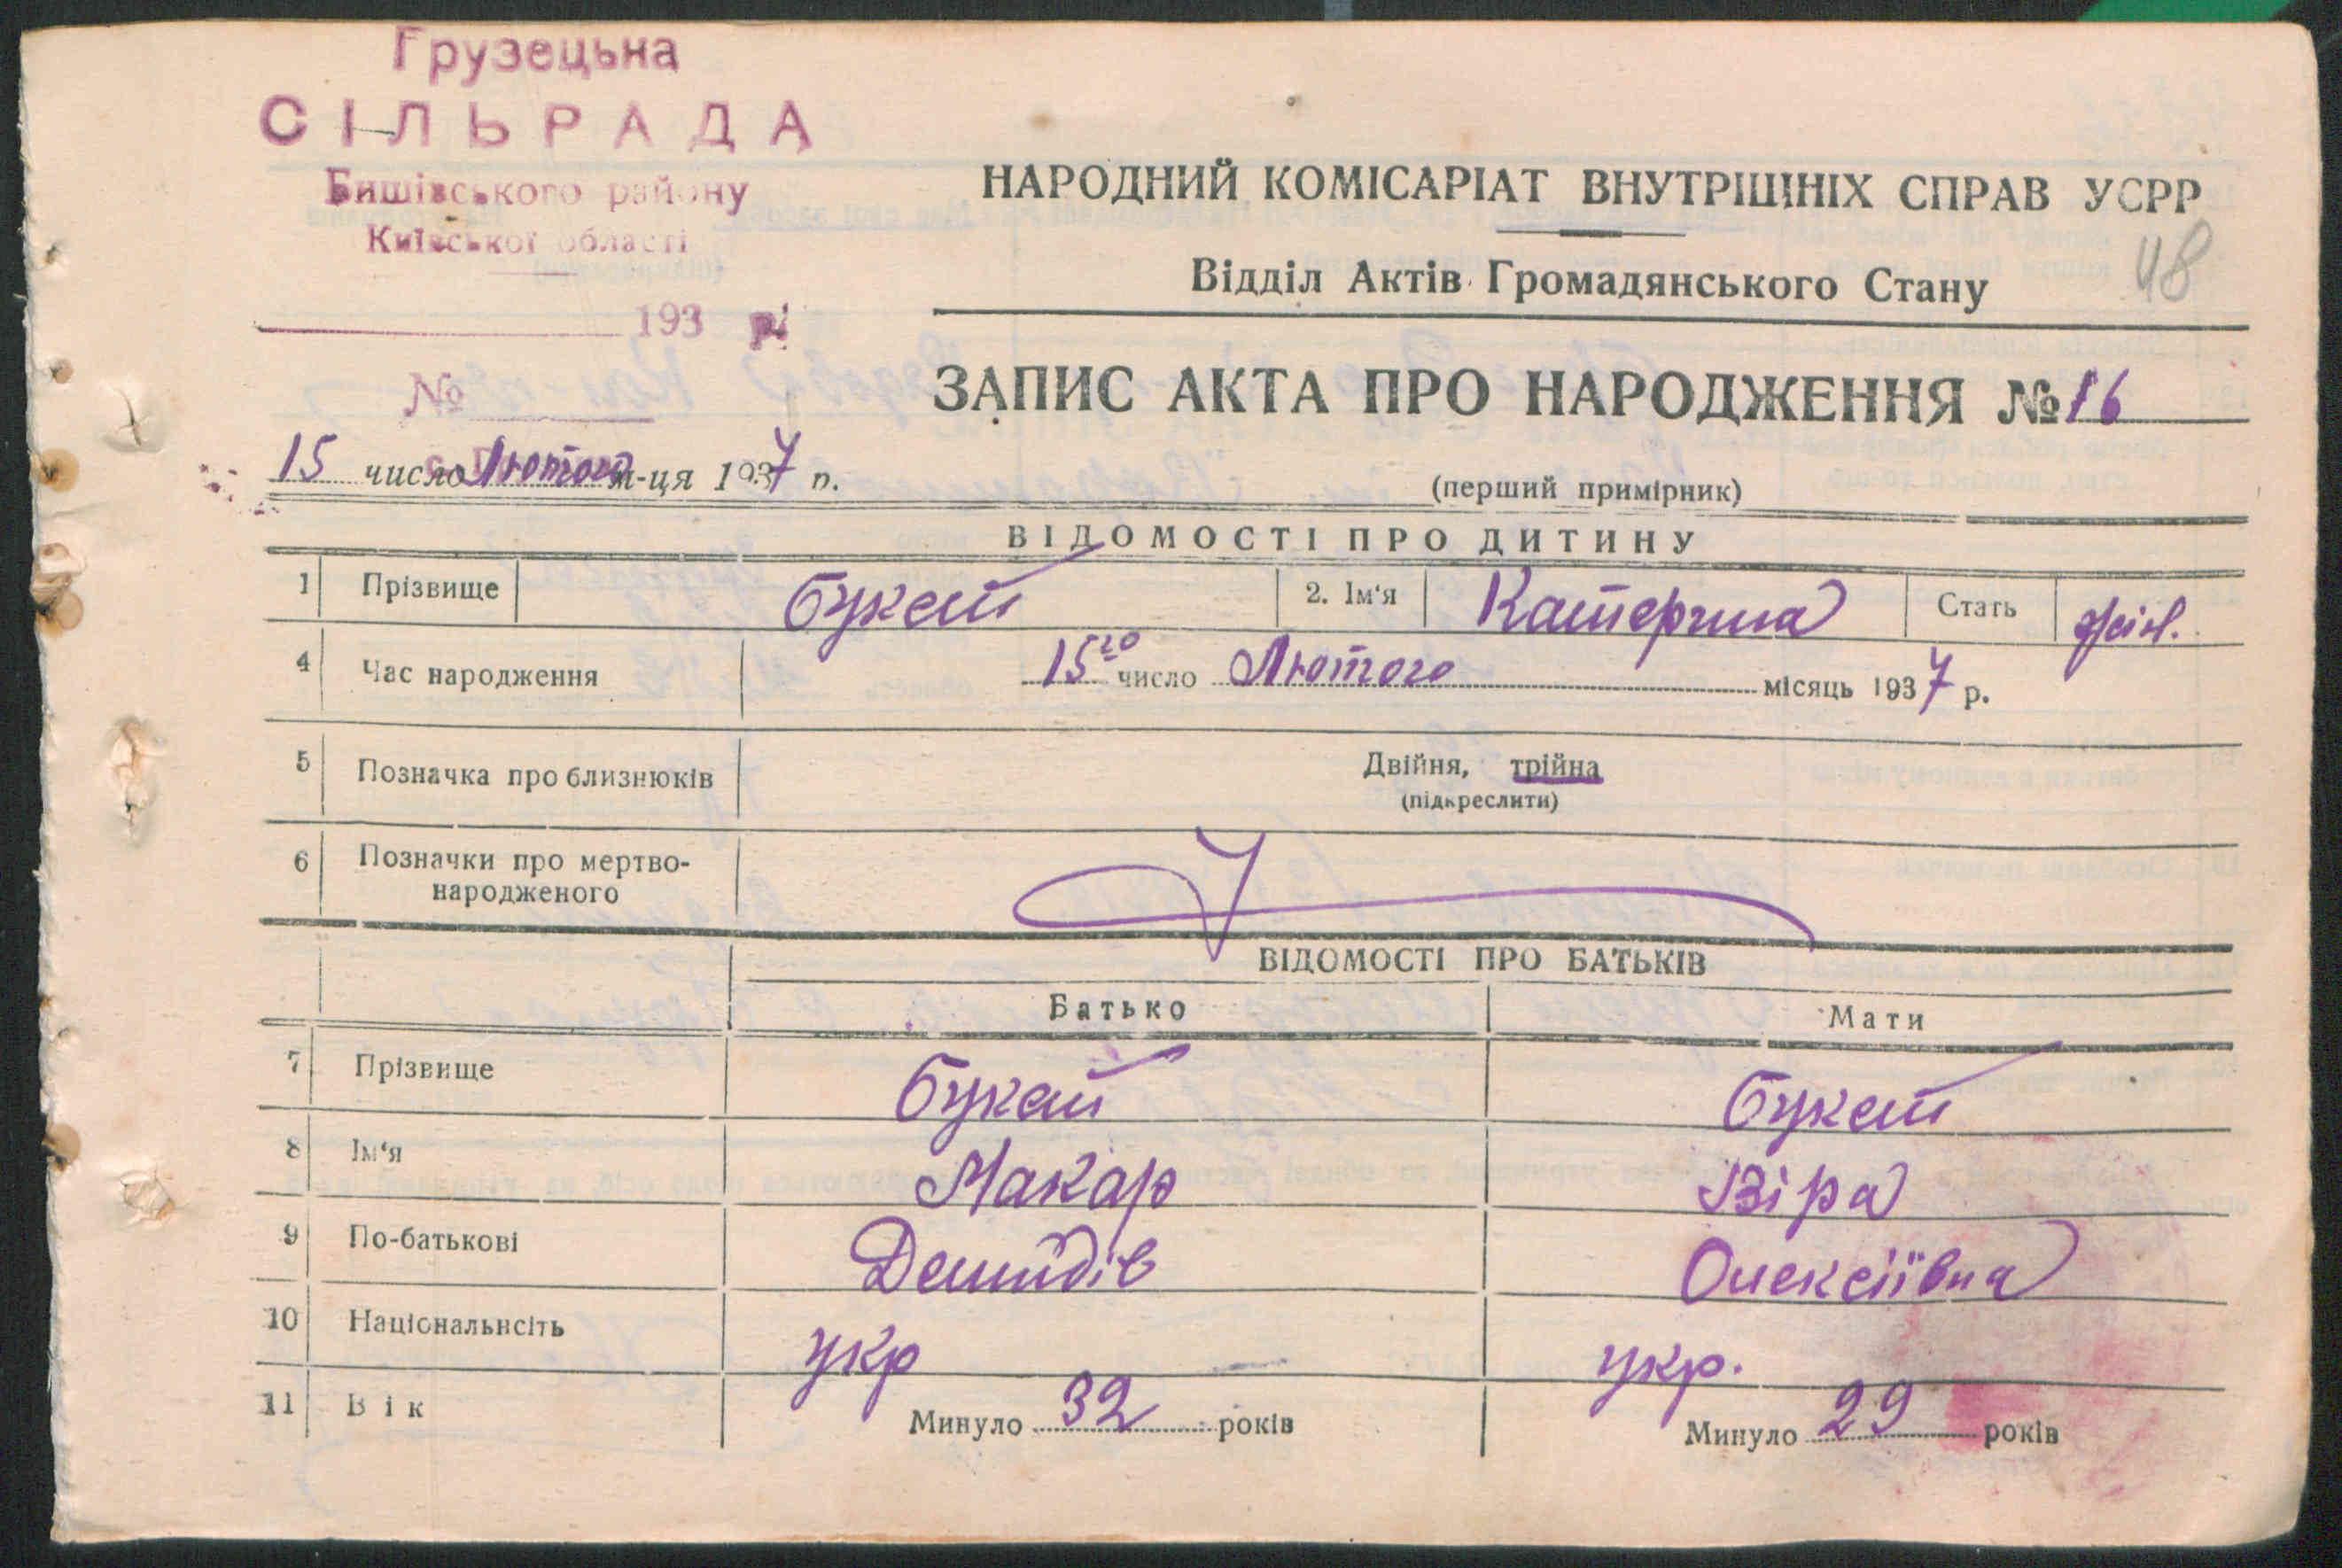 Грузецьна
СІЛЬРАДА
Бишівського району
Київської області
193 р.
№
НАРОДНИЙ КОМІСАРІАТ ВНУТРІШНІХ СПРАВ УСРР
Відділ Актів Громадянського Стану
48
ЗАПИС АКТА ПРО НАРОДЖЕННЯ № 16
15 число Лютого м-ця 1937 р.
(перший примірник)
ВІДОМОСТІ ПРО ДИТИНУ
1 Прізвище Букет 2. Ім'я Катерина Стать жін.
4 Час народження 15го число Лютого місяць 1937 р.
5 Позначка про близнюків Двійня, трійна
(підкреслити)
6 Позначки про мертво-
народженого
ВІДОМОСТІ ПРО БАТЬКІВ
Батько Мати
7 Прізвище Букет Букет
8 Ім'я Макар Віра
9 По-батькові Демидів Олексіївна
10 Національнсіть укр укр.
11 Вік Минуло 32 років Минуло 29 років